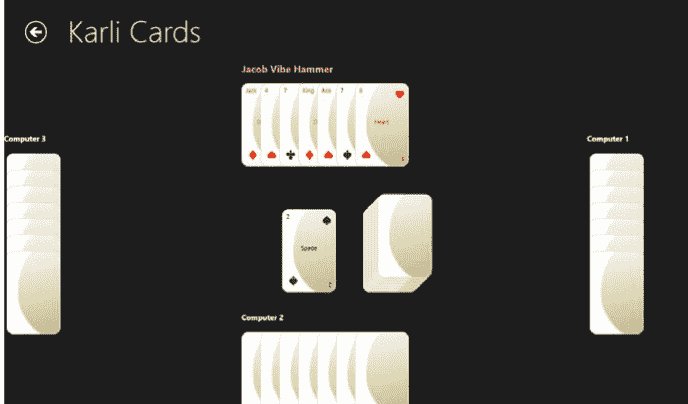 Karli Cards
Jacob Vibe Hammer
Jack 4 7 King Ace 7 8
Heart
Computer 3
Computer 1
2
Spade
2
Computer 2